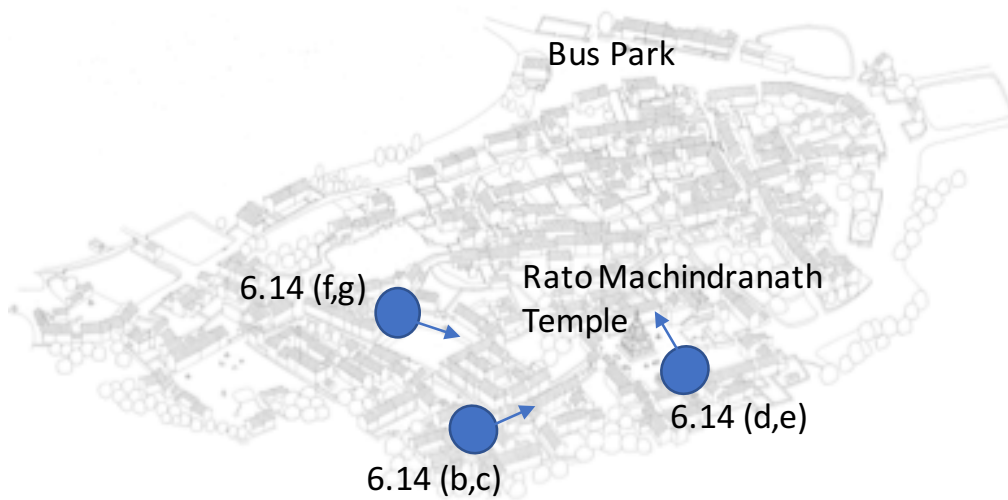 Bus Park
6.14 (f,g)
Rato Machindranath
Temple
6.14 (d,e)
6.14 (b,c)